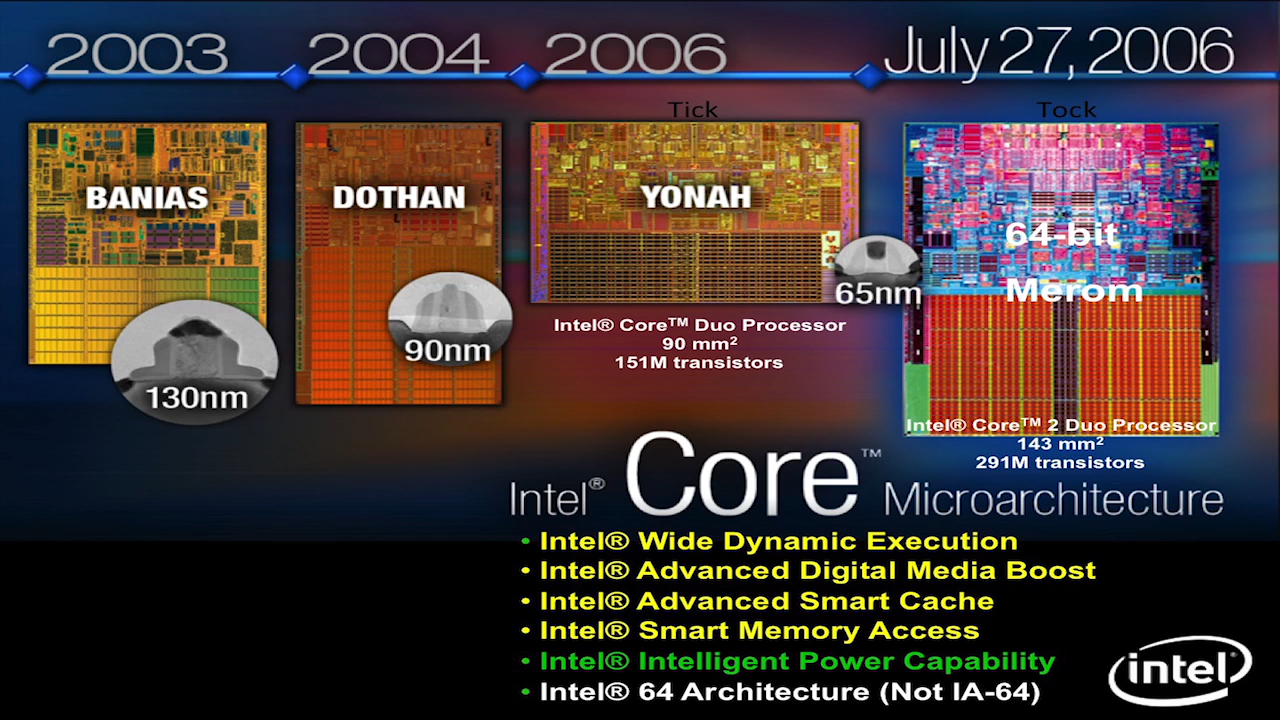 2003
2004
2006
July 27, 2006
Tick
Tock
BANIAS
DOTHAN
YONAH
64-bit
Merom
130nm
90nm
65nm
Intel® Core™ Duo Processor
90 mm²
151M transistors
Intel® Core™ 2 Duo Processor
143 mm²
291M transistors
Intel® Core™ Microarchitecture
• Intel® Wide Dynamic Execution
• Intel® Advanced Digital Media Boost
• Intel® Advanced Smart Cache
• Intel® Smart Memory Access
• Intel® Intelligent Power Capability
• Intel® 64 Architecture (Not IA-64)
intel®